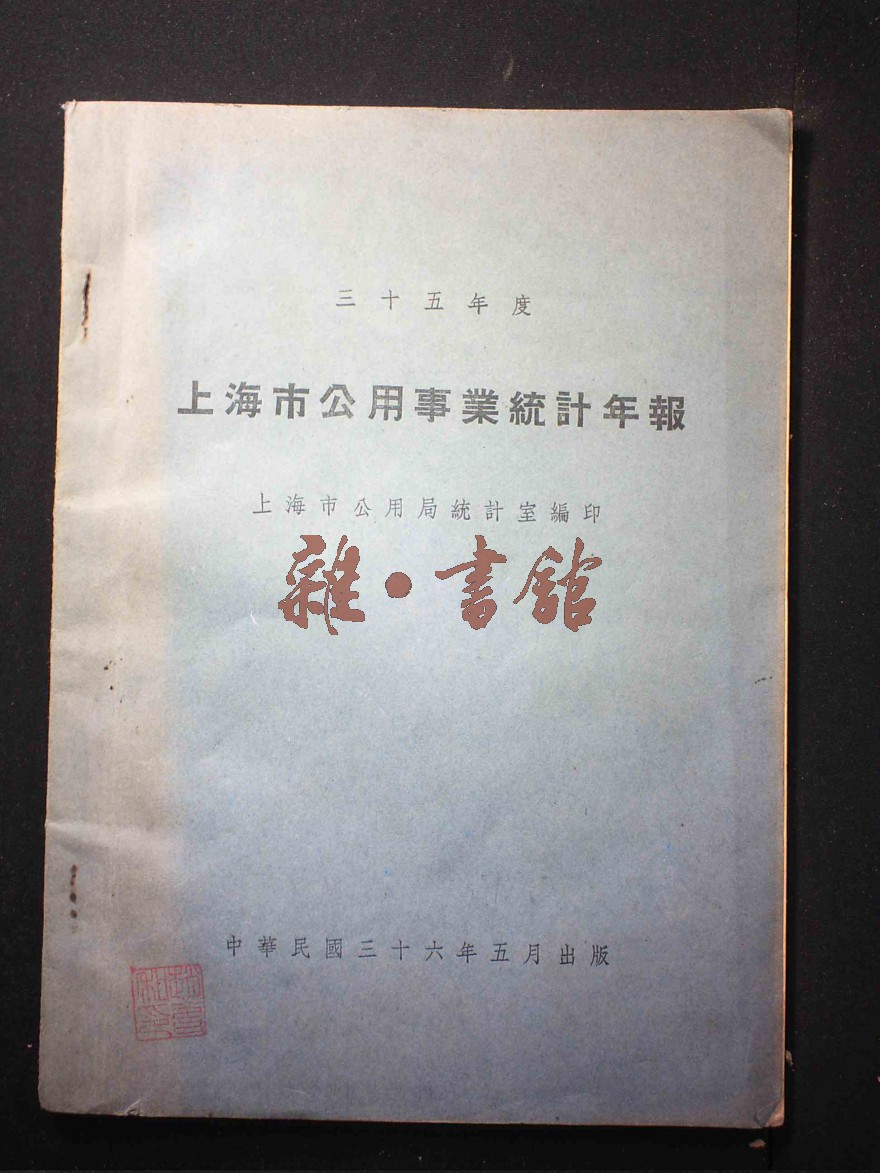 三十五年度
上海市公用事業統計年報
上海市公用局統計室編印
雜·書館
中華民國三十六年五月出版